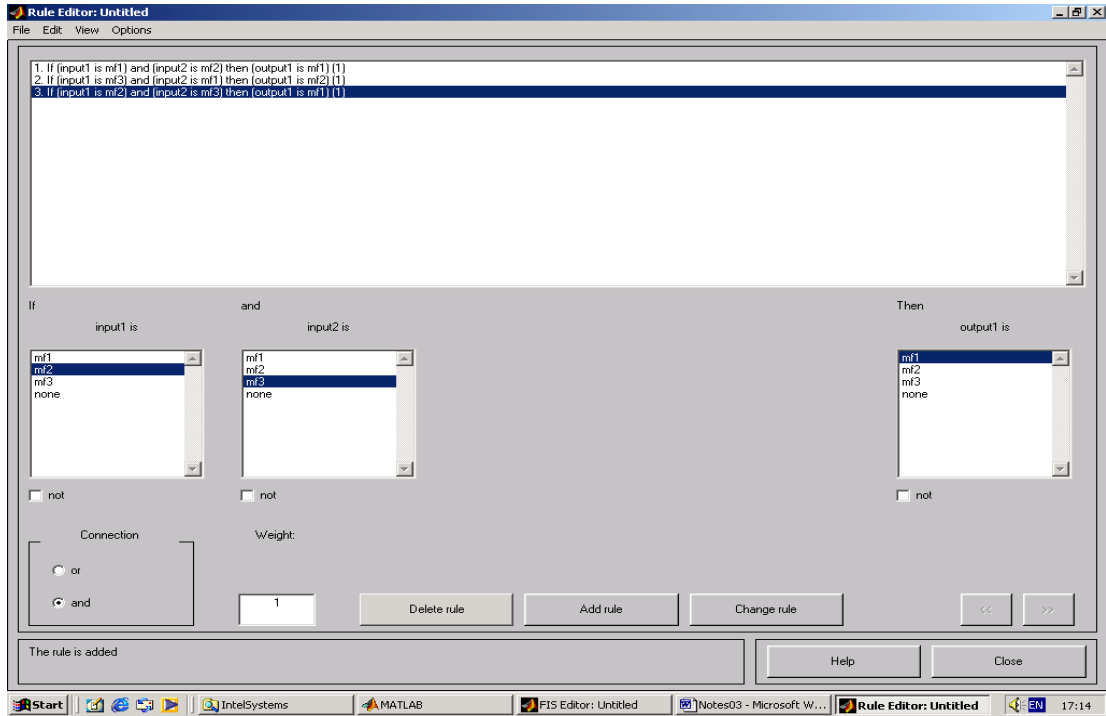 Rule Editor: Untitled
File Edit View Options
1. If (input1 is mf1) and (input2 is mf2) then (output1 is mf1) (1)
2. If (input1 is mf3) and (input2 is mf1) then (output1 is mf2) (1)
3. If (input1 is mf2) and (input2 is mf3) then (output1 is mf1) (1)
If and Then
input1 is input2 is output1 is
mf1 mf1 mf1
mf2 mf2 mf2
mf3 mf3 mf3
none none none
not not not
Connection Weight:
or
and 1 Delete rule Add rule Change rule << >>
The rule is added Help Close
Start IntelSystems MATLAB FIS Editor: Untitled Notes03 - Microsoft W... Rule Editor: Untitled EN 17:14